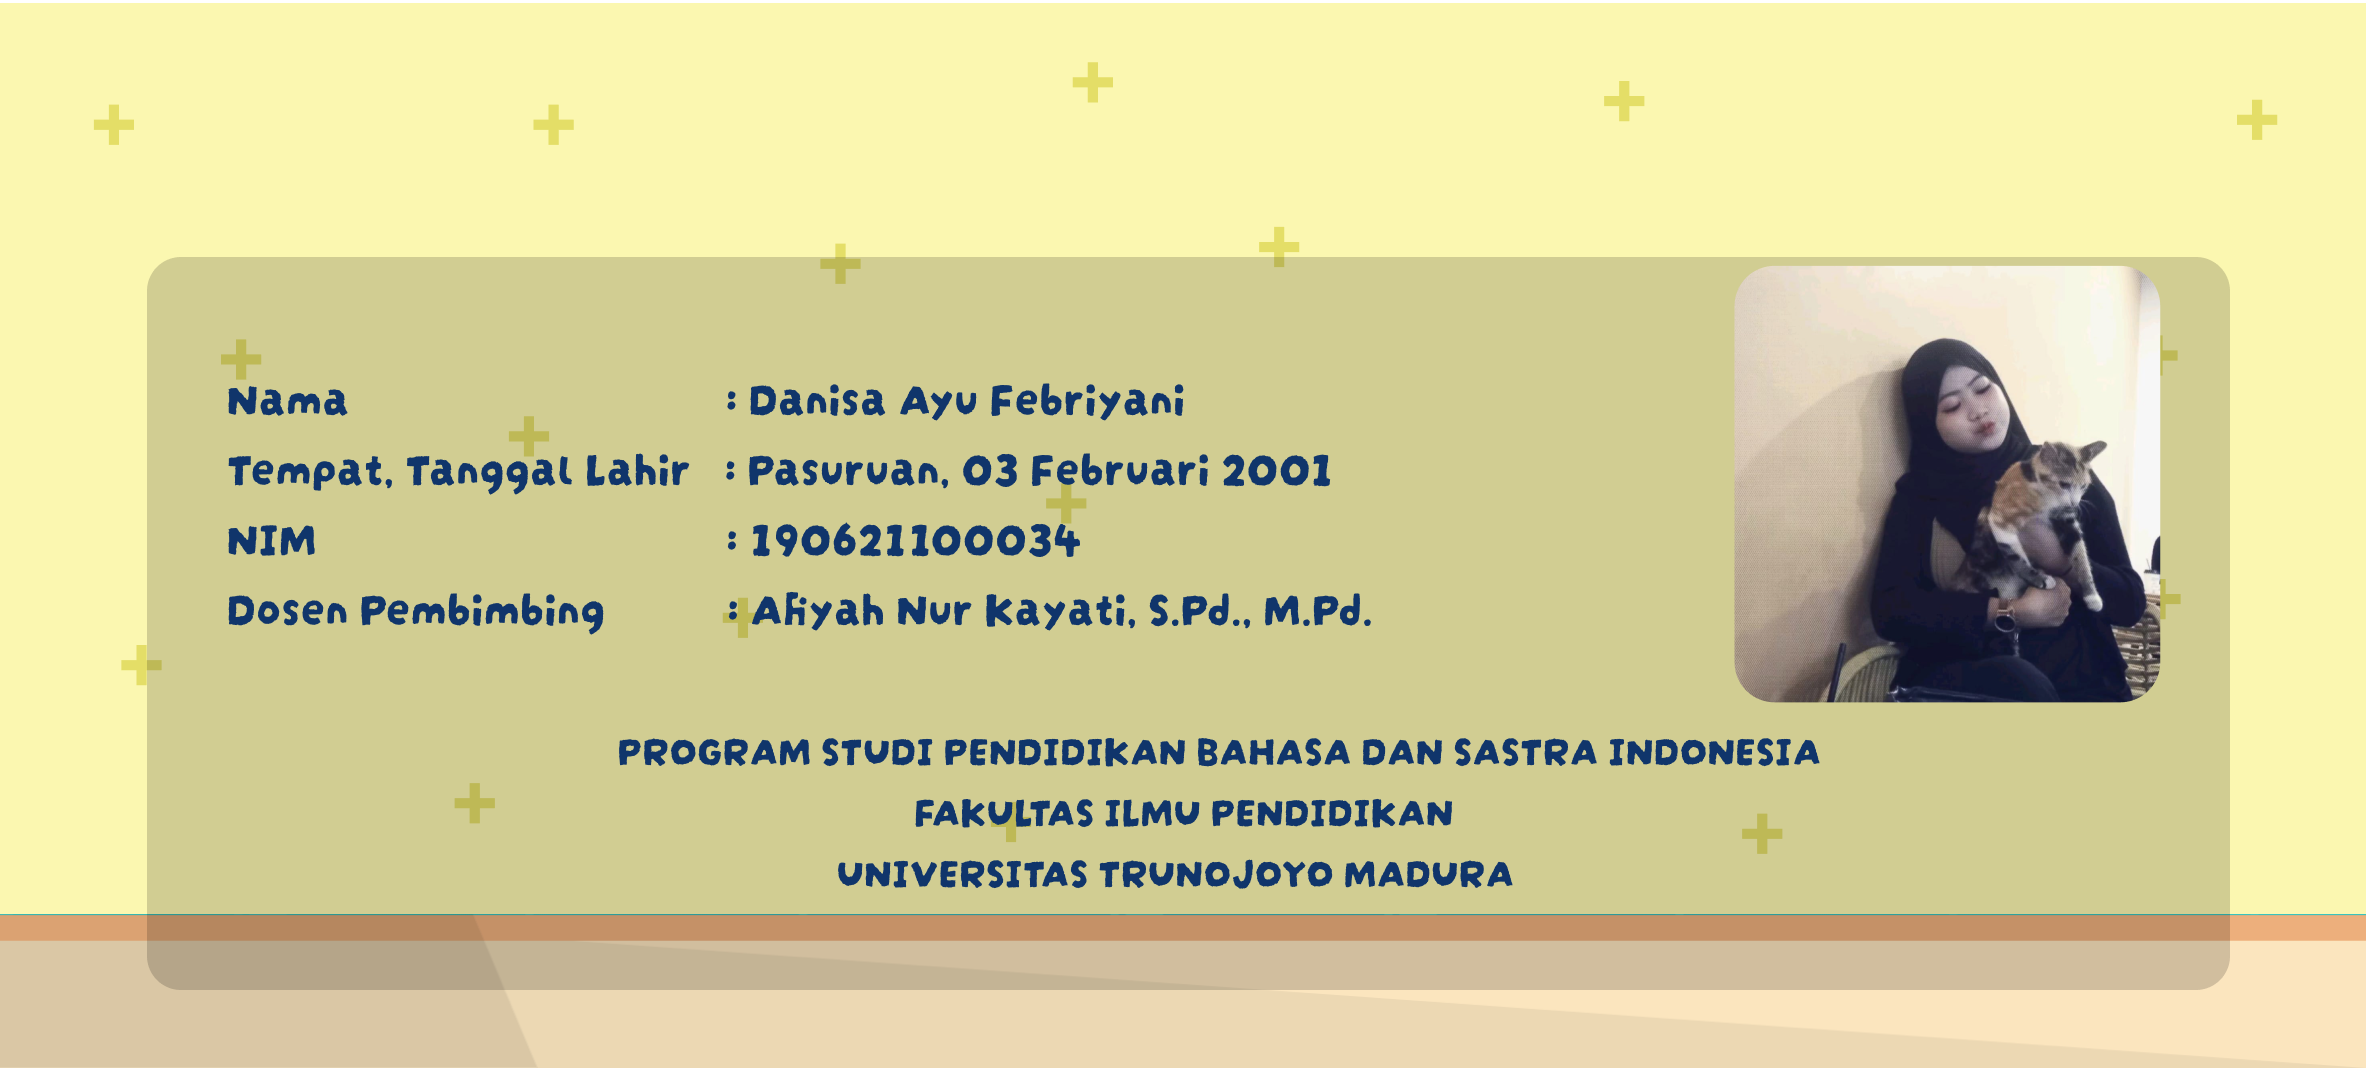 Nama : Danisa Ayu Febriyani
Tempat, Tanggal Lahir : Pasuruan, 03 Februari 2001
NIM : 190621100034
Dosen Pembimbing : Afiyah Nur Kayati, S.Pd., M.Pd.
PROGRAM STUDI PENDIDIKAN BAHASA DAN SASTRA INDONESIA
FAKULTAS ILMU PENDIDIKAN
UNIVERSITAS TRUNOJOYO MADURA